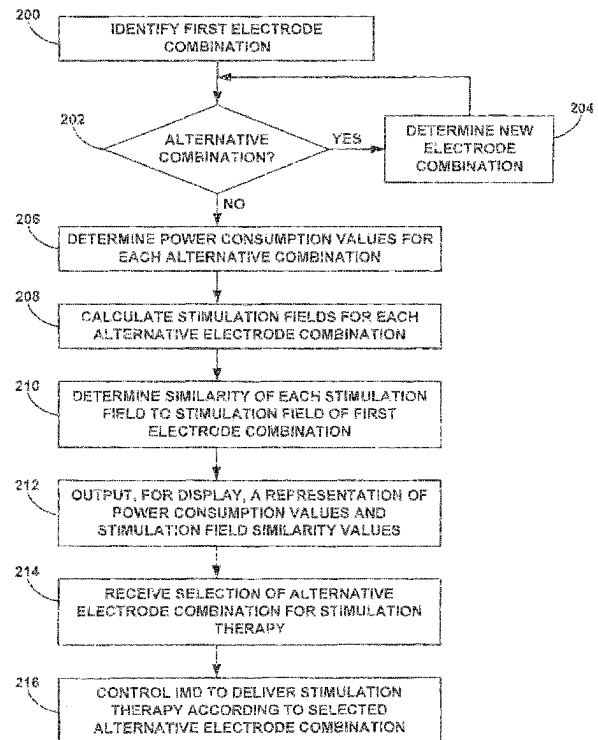 200
IDENTIFY FIRST ELECTRODE
COMBINATION
202
ALTERNATIVE
COMBINATION?
YES
204
DETERMINE NEW
ELECTRODE
COMBINATION
NO
206
DETERMINE POWER CONSUMPTION VALUES FOR
EACH ALTERNATIVE COMBINATION
208
CALCULATE STIMULATION FIELDS FOR EACH
ALTERNATIVE ELECTRODE COMBINATION
210
DETERMINE SIMILARITY OF EACH STIMULATION
FIELD TO STIMULATION FIELD OF FIRST
ELECTRODE COMBINATION
212
OUTPUT, FOR DISPLAY, A REPRESENTATION OF
POWER CONSUMPTION VALUES AND
STIMULATION FIELD SIMILARITY VALUES
214
RECEIVE SELECTION OF ALTERNATIVE
ELECTRODE COMBINATION FOR STIMULATION
THERAPY
216
CONTROL IMD TO DELIVER STIMULATION
THERAPY ACCORDING TO SELECTED
ALTERNATIVE ELECTRODE COMBINATION